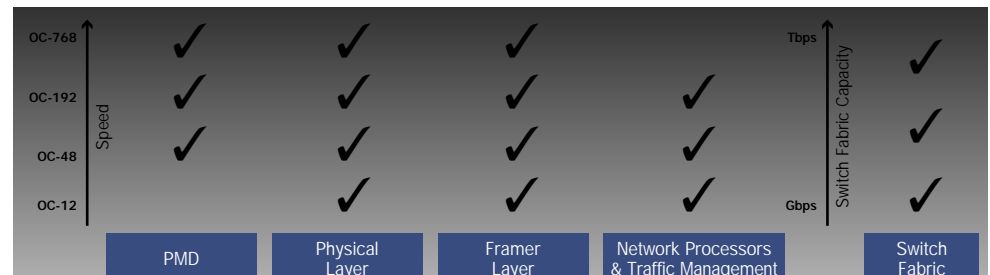 OC-768
OC-192
OC-48
OC-12
Speed
Tbps
Gbps
Switch Fabric Capacity
PMD
Physical
Layer
Framer
Layer
Network Processors
& Traffic Management
Switch
Fabric